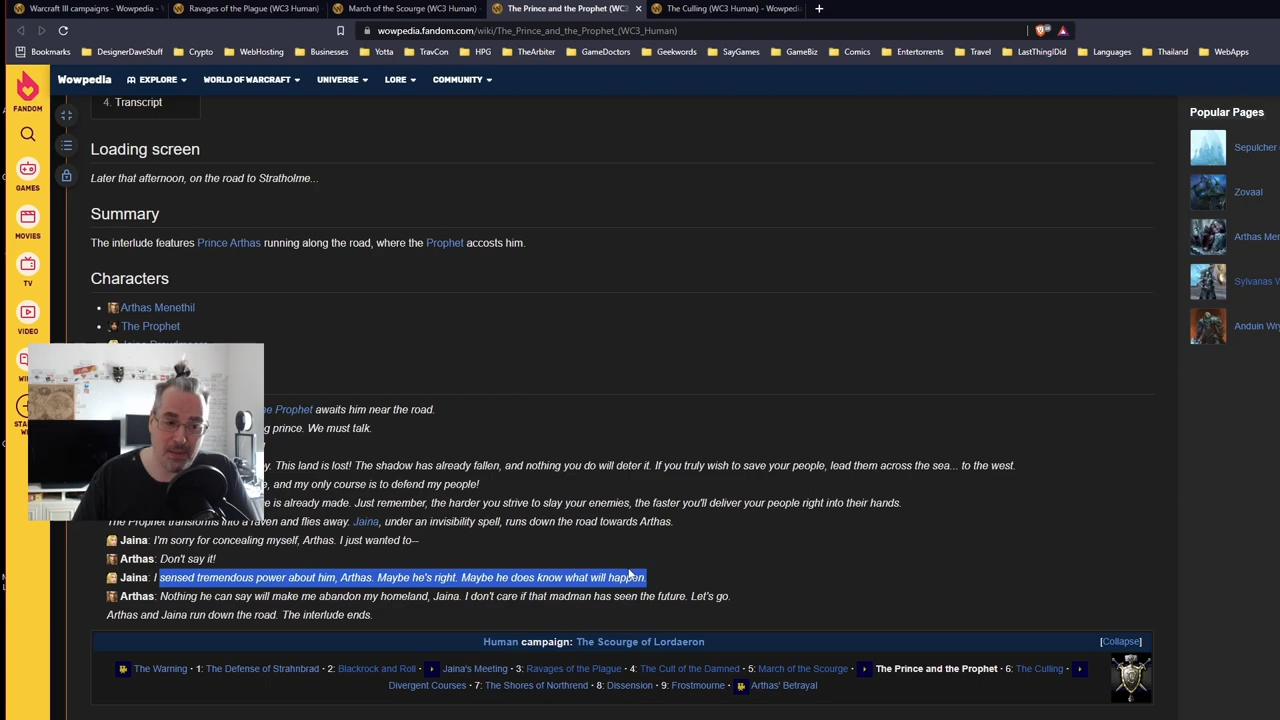 Warcraft III campaigns - Wowpedia -
Ravages of the Plague (WC3 Human)
March of the Scourge (WC3 Human)
The Prince and the Prophet (WC3
The Culling (WC3 Human) - Wowpedi
wowpedia.fandom.com/wiki/The_Prince_and_the_Prophet_(WC3_Human)
Bookmarks DesignerDaveStuff Crypto WebHosting Businesses Yotta TravCon HPG TheArbiter GameDoctors Geekwords SayGames GameBiz Comics Entertorrents Travel LastThingIDid Languages Thailand WebApps
Wowpedia EXPLORE WORLD OF WARCRAFT UNIVERSE LORE COMMUNITY
FANDOM
GAMES
MOVIES
TV
VIDEO
4. Transcript
Loading screen
Later that afternoon, on the road to Stratholme...
Summary
The interlude features Prince Arthas running along the road, where the Prophet accosts him.
Characters
Arthas Menethil
The Prophet
Jaina Proudmoore
Prophet awaits him near the road.
prince. We must talk.
This land is lost! The shadow has already fallen, and nothing you do will deter it. If you truly wish to save your people, lead them across the sea... to the west.
and my only course is to defend my people!
is already made. Just remember, the harder you strive to slay your enemies, the faster you'll deliver your people right into their hands.
The Prophet transforms into a raven and flies away. Jaina, under an invisibility spell, runs down the road towards Arthas.
Jaina: I'm sorry for concealing myself, Arthas. I just wanted to--
Arthas: Don't say it!
Jaina: I sensed tremendous power about him, Arthas. Maybe he's right. Maybe he does know what will happen.
Arthas: Nothing he can say will make me abandon my homeland, Jaina. I don't care if that madman has seen the future. Let's go.
Arthas and Jaina run down the road. The interlude ends.
Human campaign: The Scourge of Lordaeron
[Collapse]
The Warning · 1: The Defense of Strahnbrad · 2: Blackrock and Roll · Jaina's Meeting · 3: Ravages of the Plague · 4: The Cult of the Damned · 5: March of the Scourge · The Prince and the Prophet · 6: The Culling ·
Divergent Courses · 7: The Shores of Northrend · 8: Dissension · 9: Frostmourne · Arthas' Betrayal
Popular Pages
Sepulcher
Zovaal
Arthas Mer
Sylvanas W
Anduin Wry